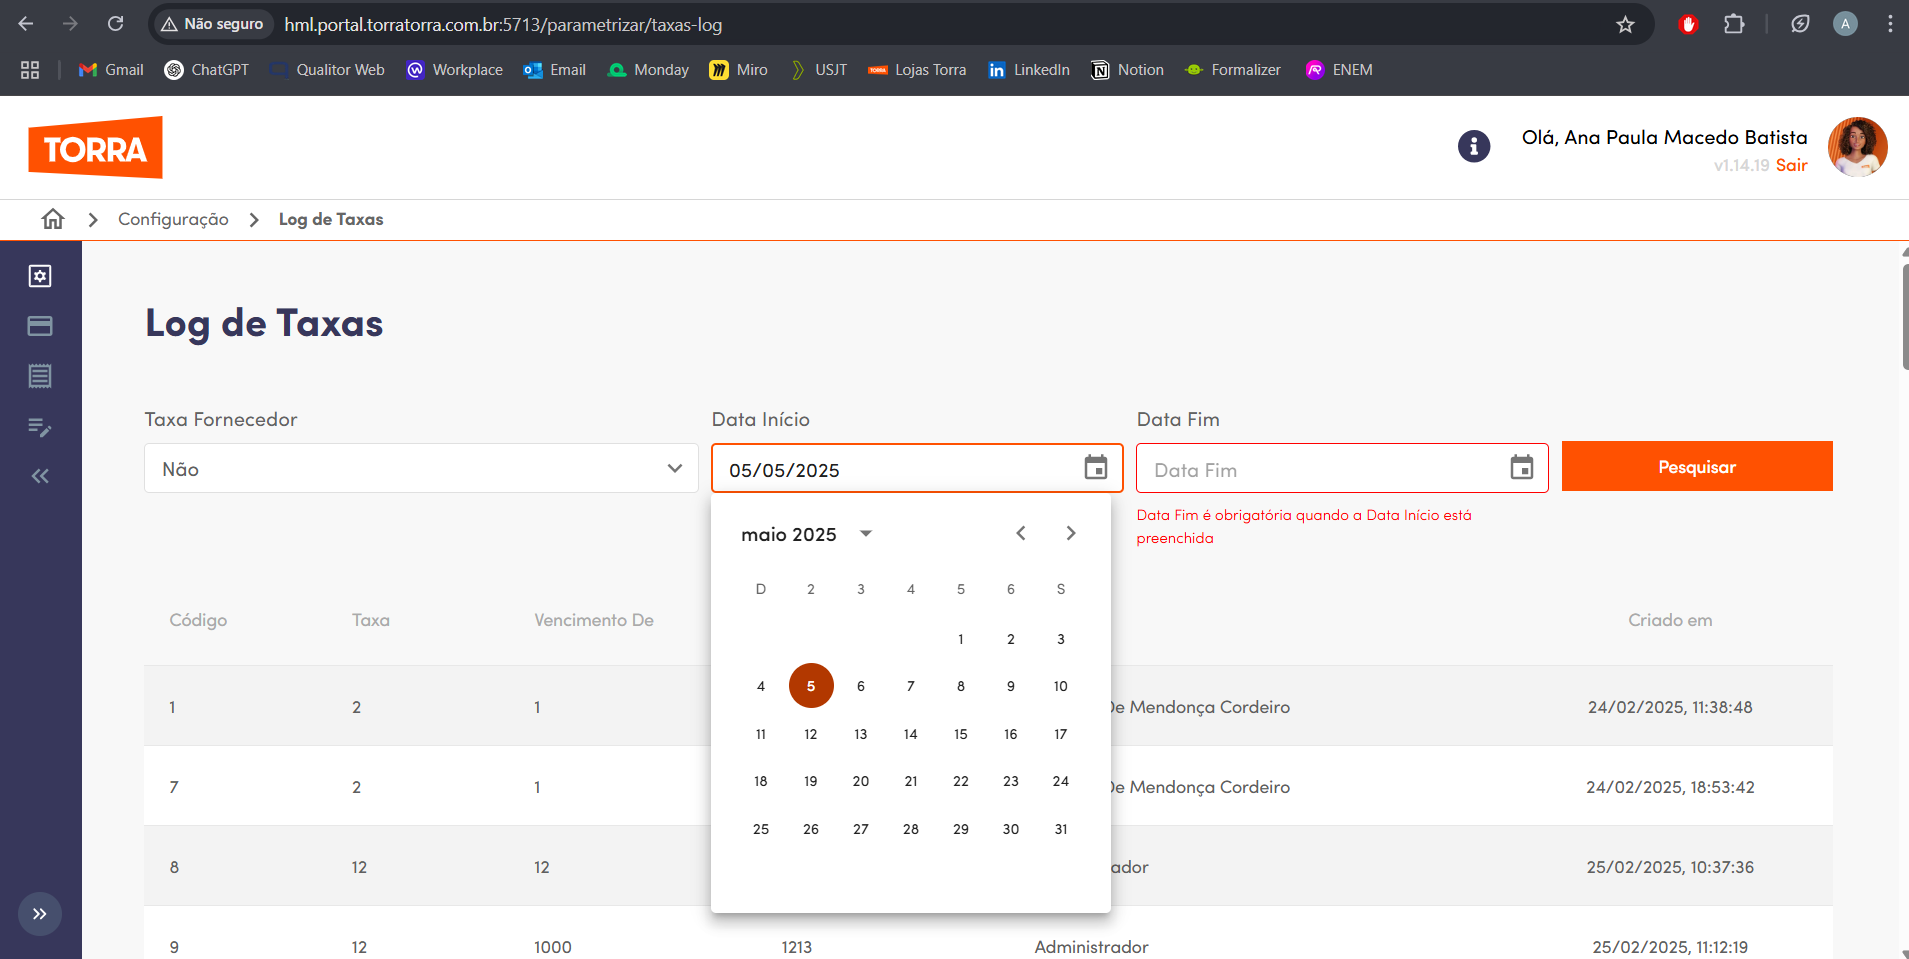 Não seguro
hml.portal.torratorra.com.br:5713/parametrizar/taxas-log
A
Gmail
ChatGPT
Qualitor Web
Workplace
Email
Monday
Miro
USJT
Lojas Torra
LinkedIn
Notion
Formalizer
ENEM
TORRA
Olá, Ana Paula Macedo Batista
v1.14.19 Sair
Configuração
Log de Taxas
Log de Taxas
Taxa Fornecedor
Data Início
Data Fim
Não
05/05/2025
Data Fim
Pesquisar
Data Fim é obrigatória quando a Data Início está
preenchida
maio 2025
D 2 3 4 5 6 S
1 2 3
4 5 6 7 8 9 10
11 12 13 14 15 16 17
18 19 20 21 22 23 24
25 26 27 28 29 30 31
Código Taxa Vencimento De Criado em
1 2 1 De Mendonça Cordeiro 24/02/2025, 11:38:48
7 2 1 De Mendonça Cordeiro 24/02/2025, 18:53:42
8 12 12 ador 25/02/2025, 10:37:36
9 12 1000 1213 Administrador 25/02/2025, 11:12:19